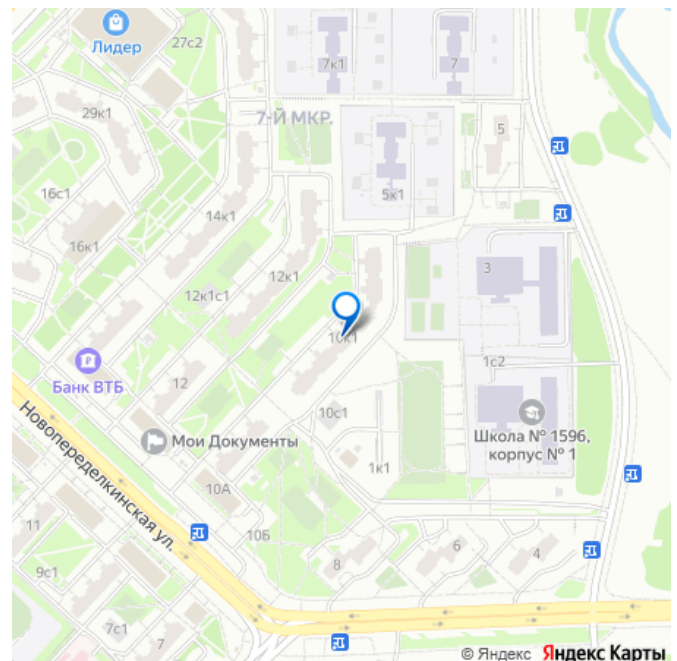 27с2
Лидер
7к1
7
7-Й МКР.
29к1
5
5к1
16с1
14к1
16к1
12к1
3
12к1с1
10к1
1с2
Банк ВТБ
12
10с1
Новопеределкинская ул.
Мои Документы
Школа № 1596,
корпус № 1
1к1
10А
11
10Б
6
4
8
9с1
7с1
7
© Яндекс Яндекс Карты